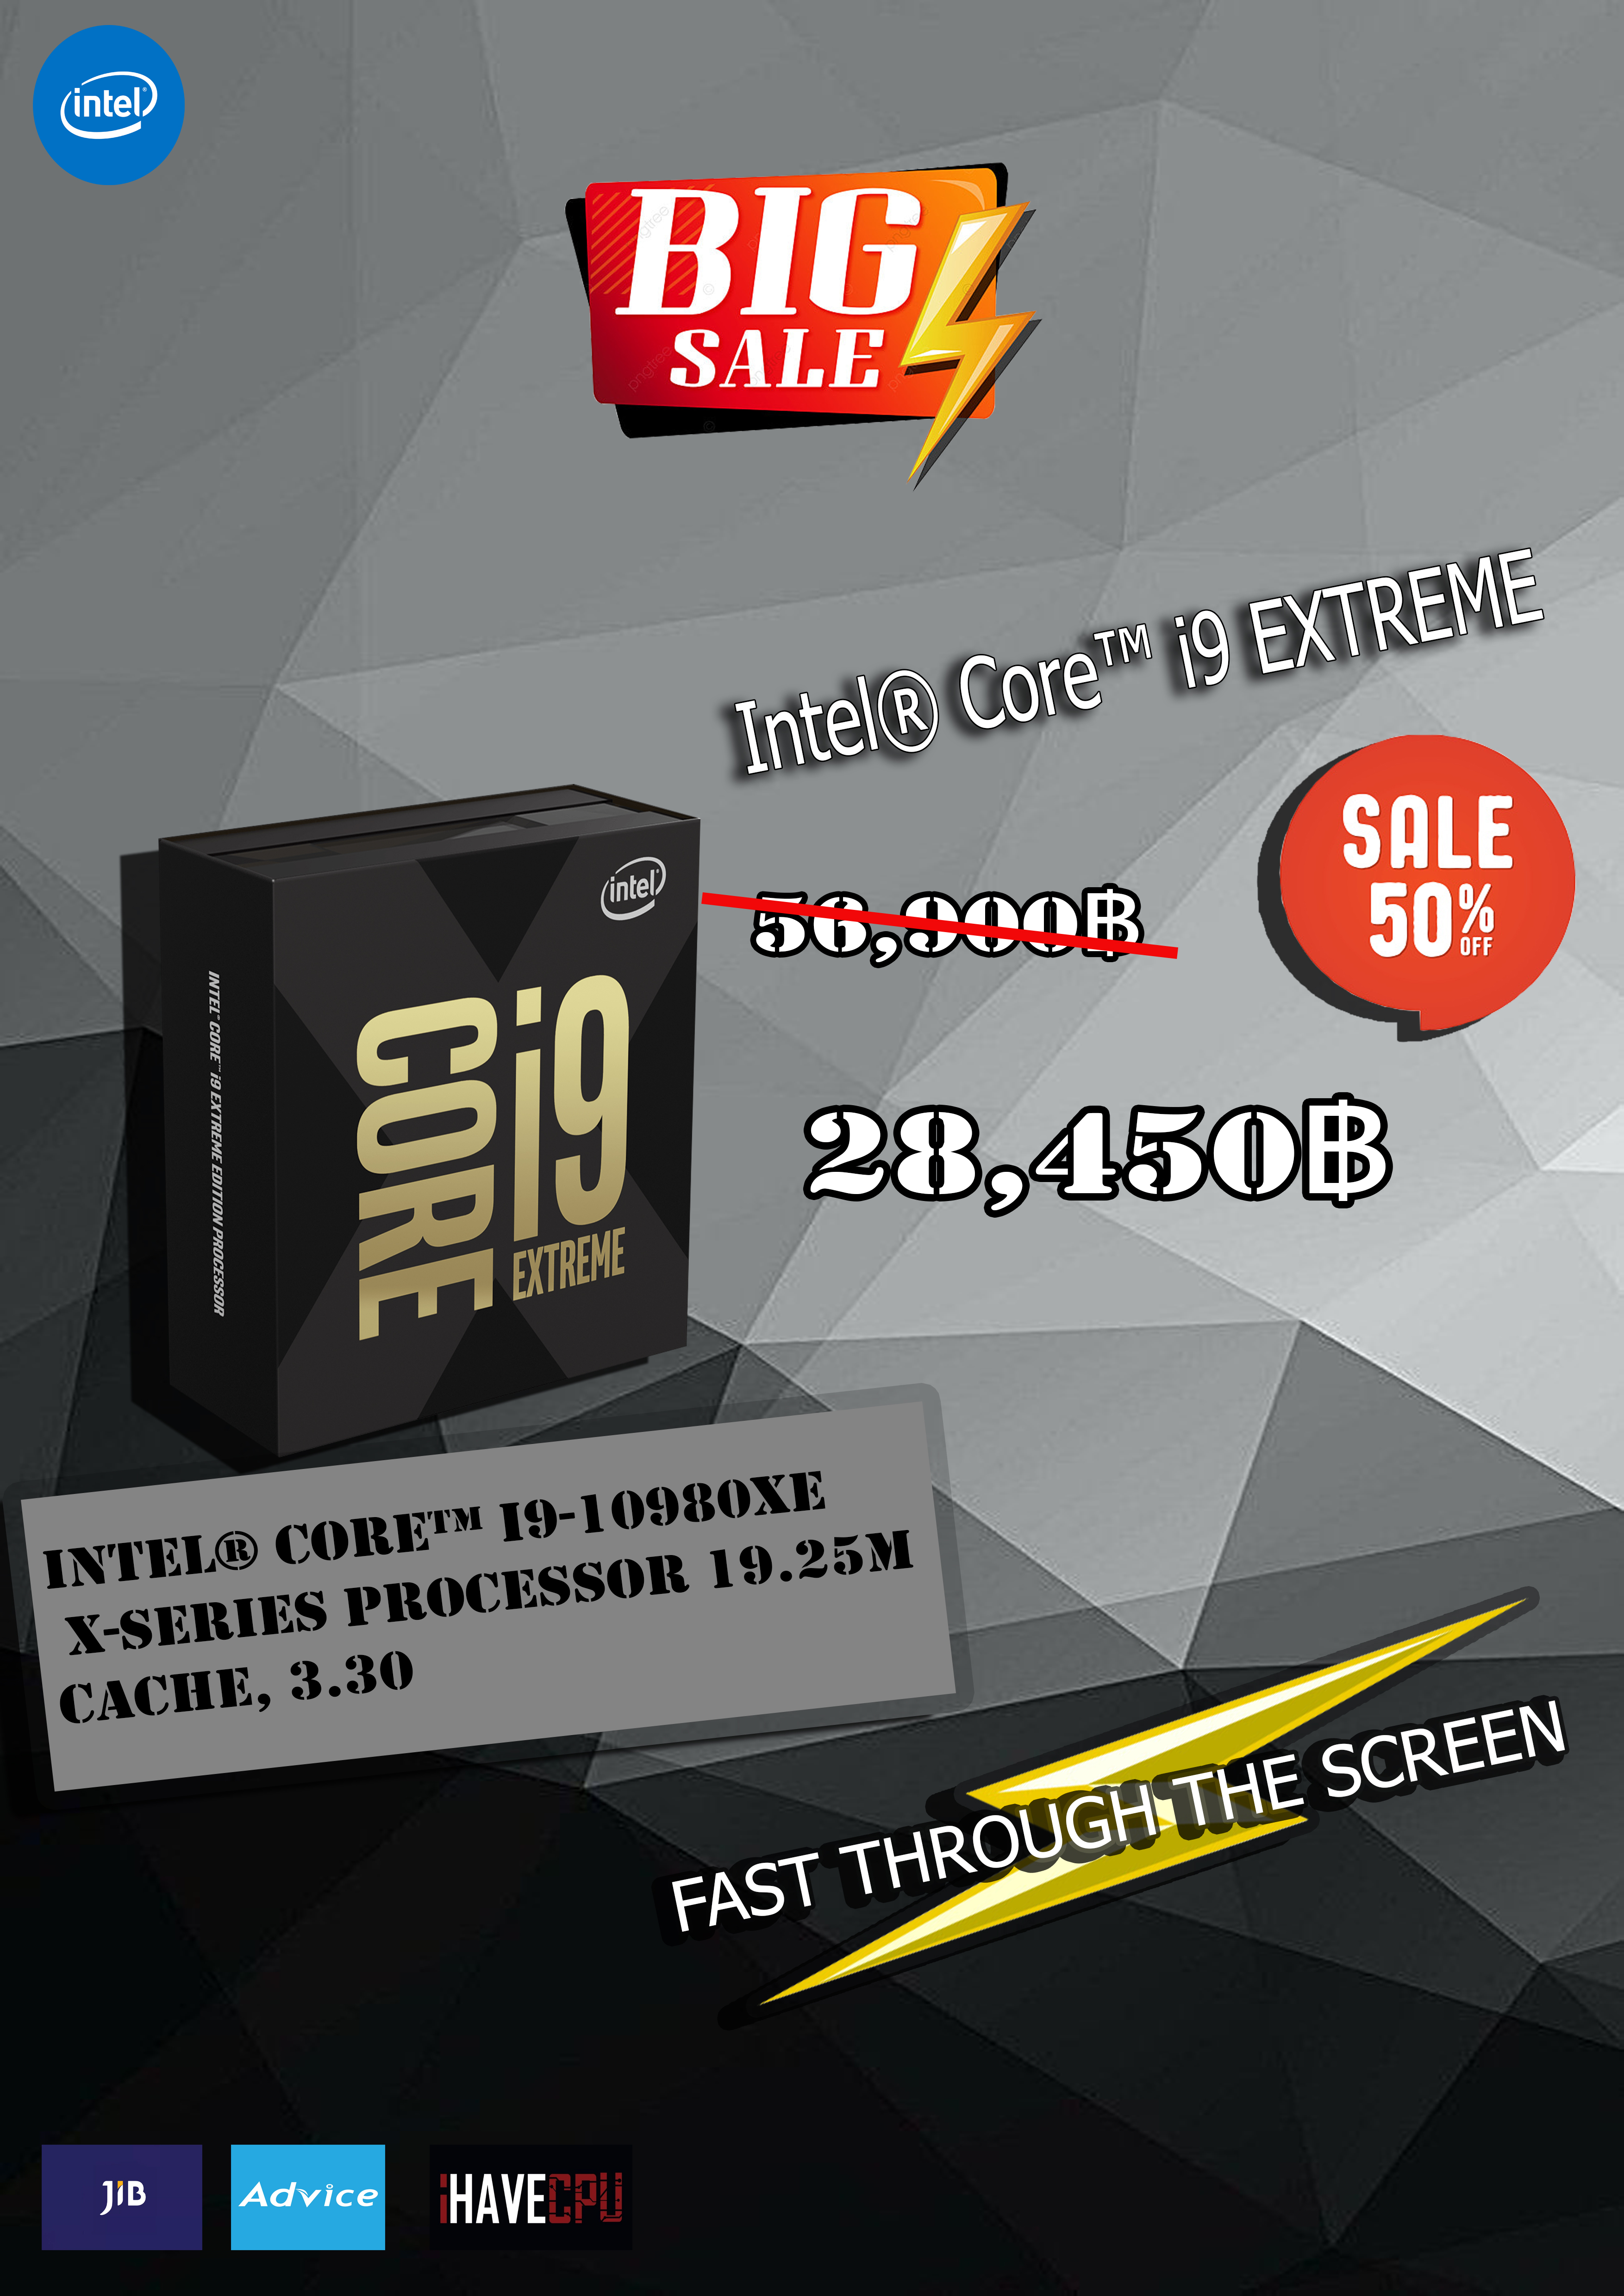 intel
BIG
SALE
Intel® Core™ i9 EXTREME
SALE
50%
OFF
56,900฿
28,450฿
intel
CORE i9
EXTREME
INTEL® CORE™ i9 EXTREME EDITION PROCESSOR
INTEL® CORE™ I9-10980XE
X-SERIES PROCESSOR 19.25M
CACHE, 3.30
FAST THROUGH THE SCREEN
JIB
Advice
iHAVECPU